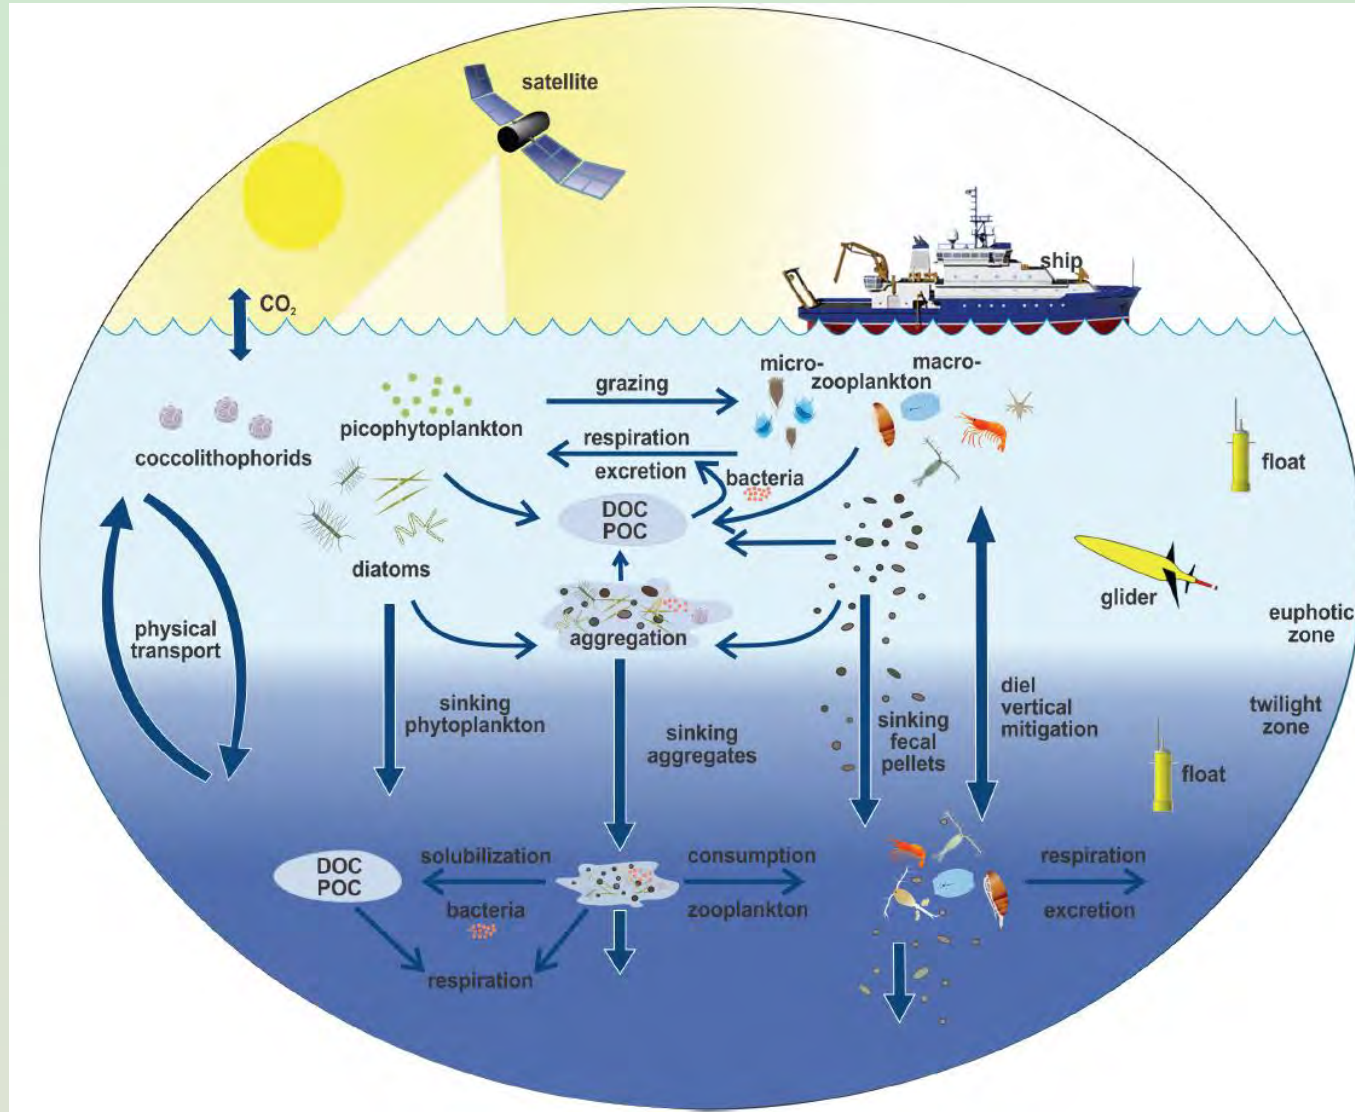 satellite
ship
CO₂
micro-
macro-
zooplankton
grazing
picophytoplankton
respiration
excretion
bacteria
coccolithophorids
float
DOC
POC
diatoms
glider
physical
transport
aggregation
euphotic
zone
sinking
phytoplankton
sinking
aggregates
sinking
fecal
pellets
diel
vertical
mitigation
twilight
zone
float
DOC
POC
solubilization
bacteria
consumption
zooplankton
respiration
excretion
respiration